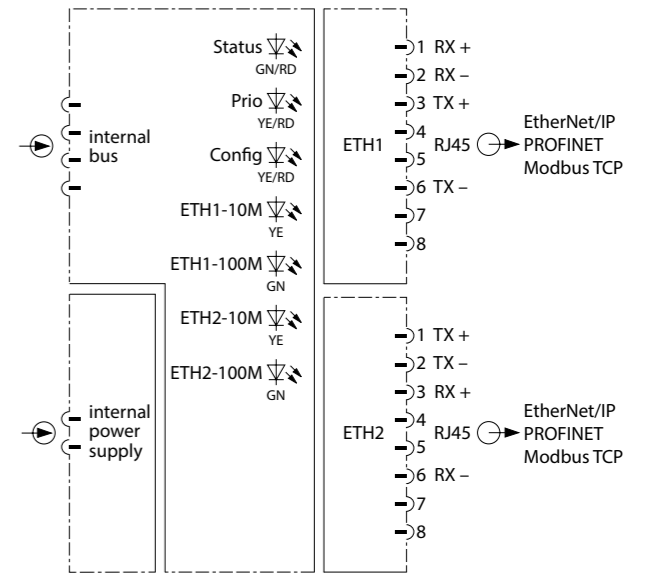 Status
GN/RD
Prio
YE/RD
Config
YE/RD
ETH1-10M
YE
ETH1-100M
GN
ETH2-10M
YE
ETH2-100M
GN
internal
bus
internal
power
supply
ETH1
1 RX +
2 RX –
3 TX +
4
5
6 TX –
7
8
RJ45
EtherNet/IP
PROFINET
Modbus TCP
ETH2
1 TX +
2 TX –
3 RX +
4
5
6 RX –
7
8
RJ45
EtherNet/IP
PROFINET
Modbus TCP